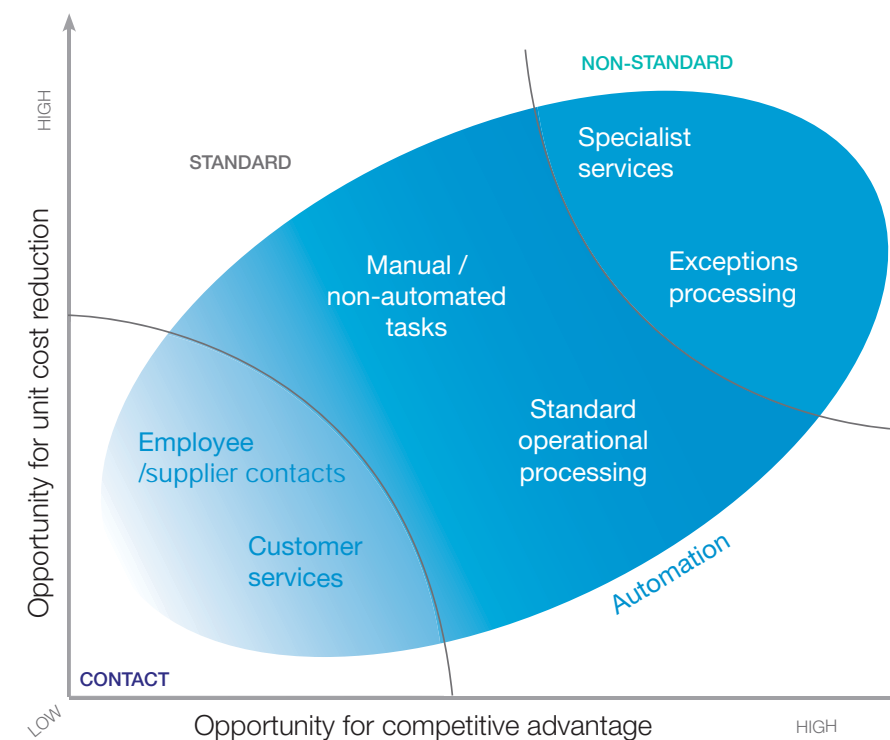 NON-STANDARD
HIGH
Specialist
services
STANDARD
Opportunity for unit cost reduction
Manual /
non-automated
tasks
Exceptions
processing
Standard
operational
processing
Employee
/supplier contacts
Customer
services
Automation
CONTACT
LOW
Opportunity for competitive advantage
HIGH